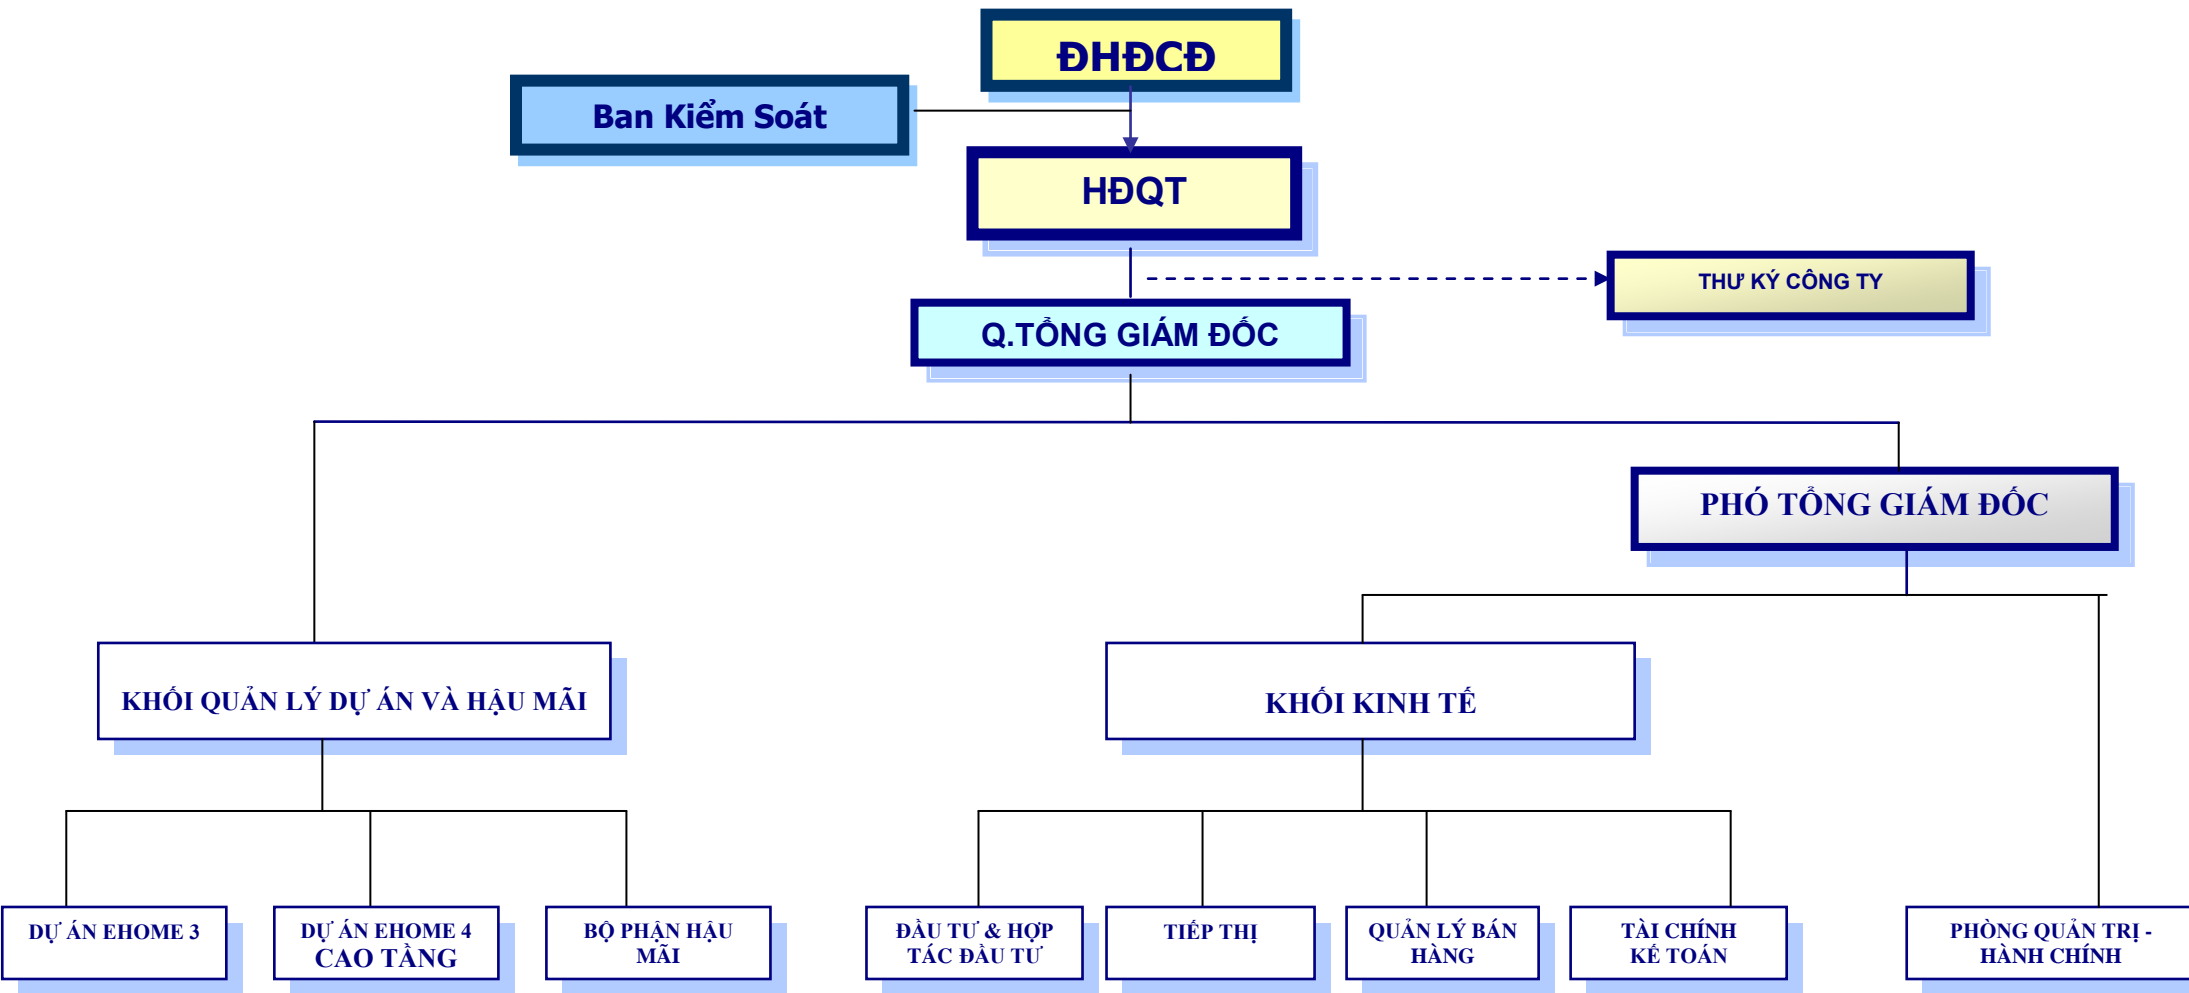 ĐHĐCĐ
Ban Kiểm Soát
HĐQT
THƯ KÝ CÔNG TY
Q.TỔNG GIÁM ĐỐC
PHÓ TỔNG GIÁM ĐỐC
KHỐI QUẢN LÝ DỰ ÁN VÀ HẬU MÃI
KHỐI KINH TẾ
DỰ ÁN EHOME 3
DỰ ÁN EHOME 4
CAO TẦNG
BỘ PHẬN HẬU
MÃI
ĐẦU TƯ & HỢP
TÁC ĐẦU TƯ
TIẾP THỊ
QUẢN LÝ BÁN
HÀNG
TÀI CHÍNH
KẾ TOÁN
PHÒNG QUẢN TRỊ -
HÀNH CHÍNH